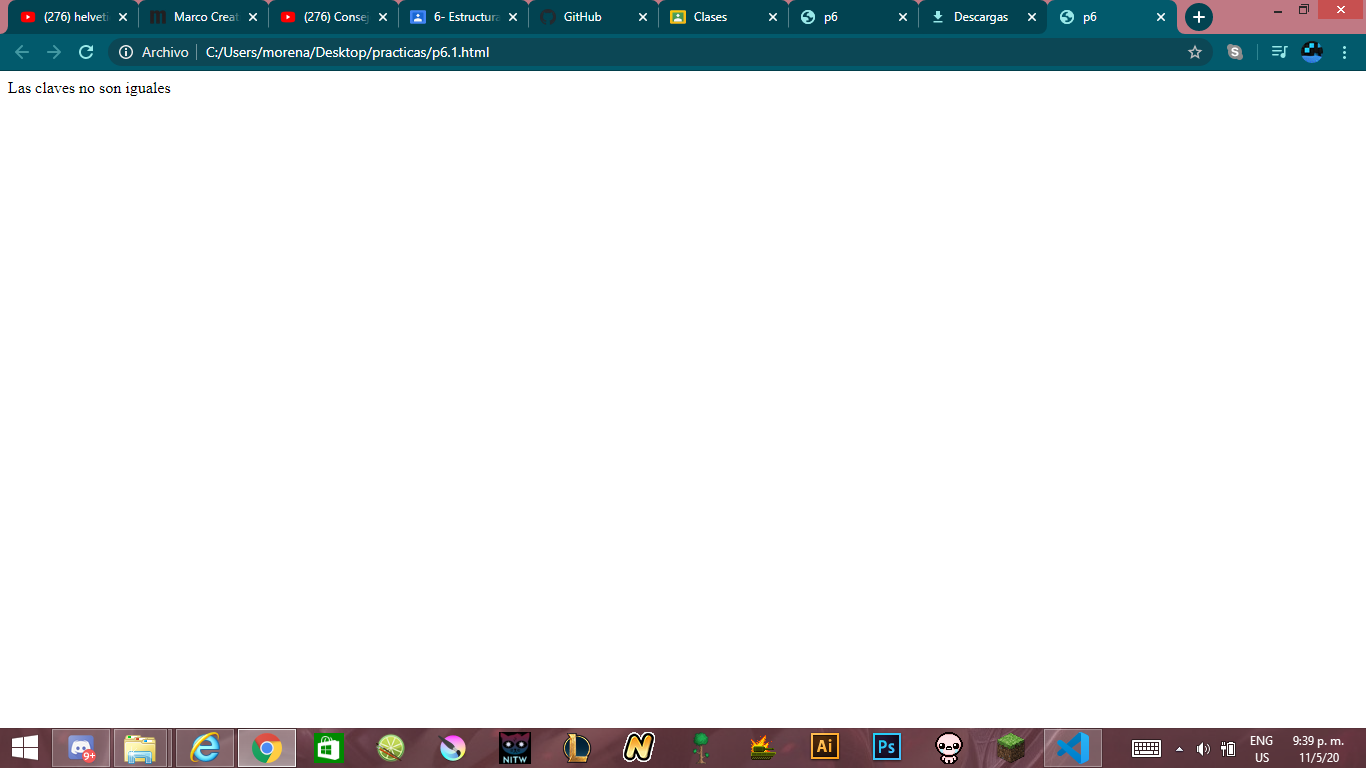 (276) helveti
Marco Creat
(276) Consej
6- Estructura
GitHub
Clases
p6
Descargas
p6
Archivo
C:/Users/morena/Desktop/practicas/p6.1.html
Las claves no son iguales
9+
NITW
L
N
Ai
Ps
ENG
US
9:39 p. m.
11/5/20